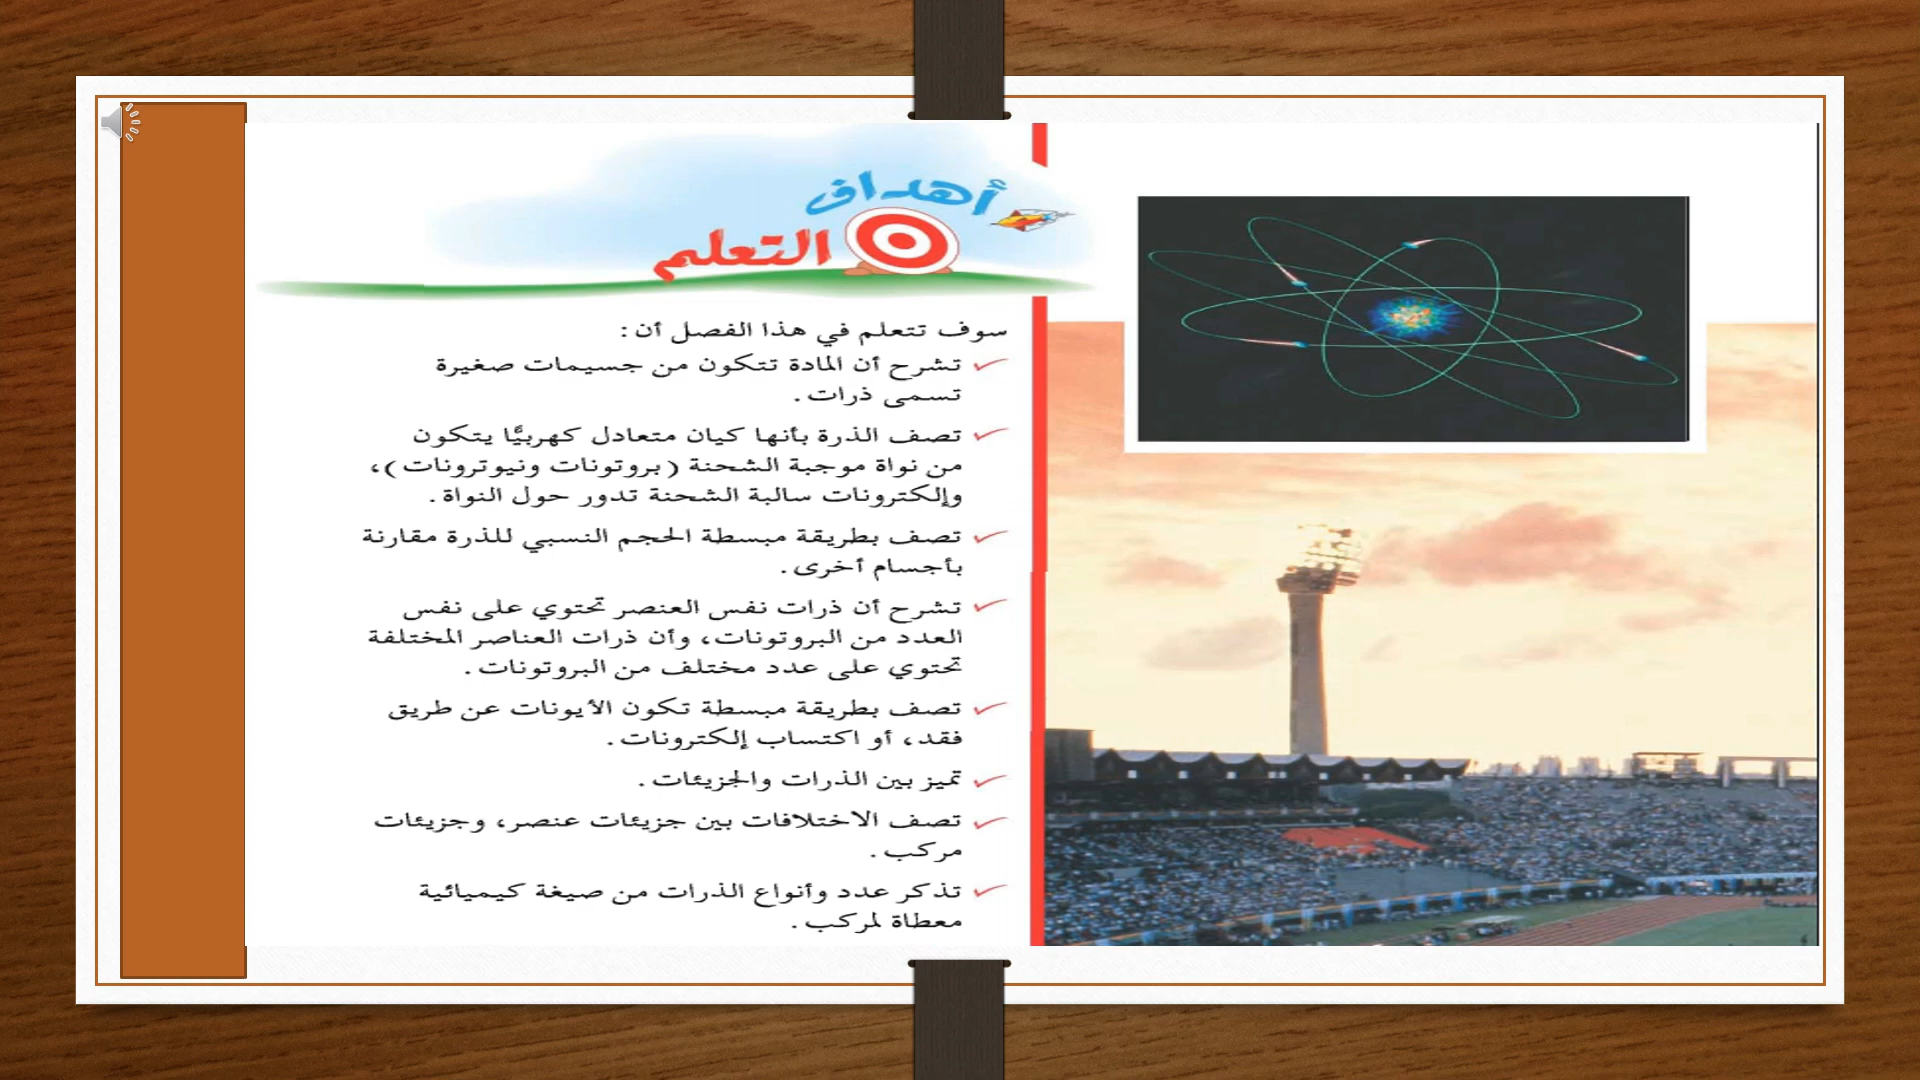 أهداف
التعلم
سوف تتعلم في هذا الفصل أن :
تشرح أن المادة تتكون من جسيمات صغيرة
تسمى ذرات .
تصف الذرة بأنها كيان متعادل كهربيًّا يتكون
من نواة موجبة الشحنة ( بروتونات ونيوترونات ) ،
وإلكترونات سالبة الشحنة تدور حول النواة .
تصف بطريقة مبسطة الحجم النسبي للذرة مقارنة
بأجسام أخرى .
تشرح أن ذرات نفس العنصر تحتوي على نفس
العدد من البروتونات ، وأن ذرات العناصر المختلفة
تحتوي على عدد مختلف من البروتونات .
تصف بطريقة مبسطة تكون الأيونات عن طريق
فقد ، أو اكتساب إلكترونات .
تميز بين الذرات والجزيئات .
تصف الاختلافات بين جزيئات عنصر ، وجزيئات
مركب .
تذكر عدد وأنواع الذرات من صيغة كيميائية
معطاة لمركب .